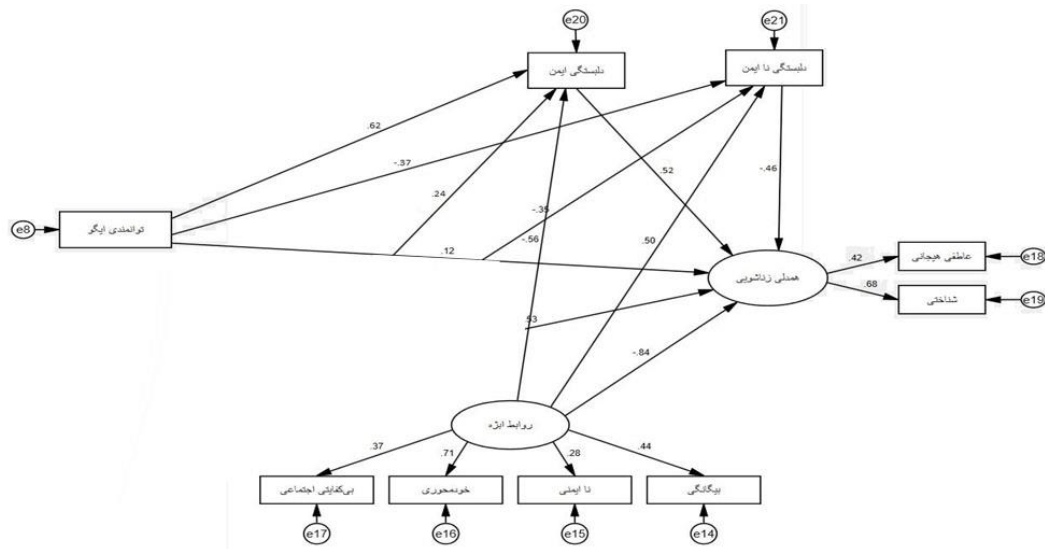 e20
e21
دلبستگی ایمن
دلبستگی نا ایمن
.62
-.37
.24
.52
-.46
-.35
-.56
.50
e8
توانمندی ایگو
.12
همدلی زناشویی
.42
عاطفی هیجانی
e18
.68
شناختی
e19
.53
-.84
روابط ابژه
.37
.71
.28
.44
بی‌کفایتی اجتماعی
خودمحوری
نا ایمنی
بیگانگی
e17
e16
e15
e14